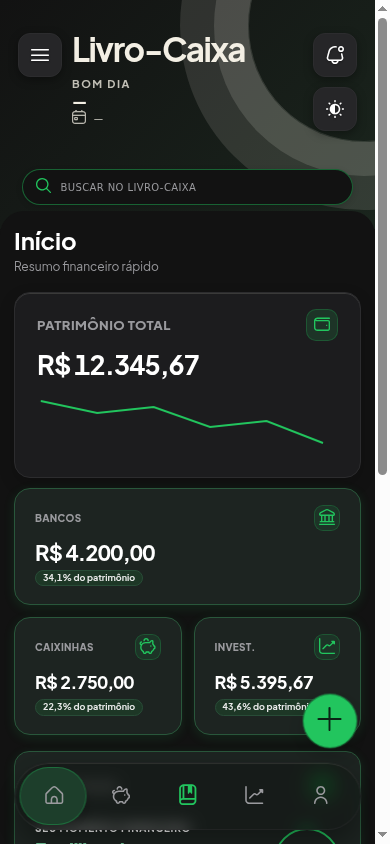 Livro-Caixa
BOM DIA
—
—
BUSCAR NO LIVRO-CAIXA
Início
Resumo financeiro rápido
PATRIMÔNIO TOTAL
R$ 12.345,67
BANCOS
R$ 4.200,00
34,1% do patrimônio
CAIXINHAS
R$ 2.750,00
22,3% do patrimônio
INVEST.
R$ 5.395,67
43,6% do patrimônio